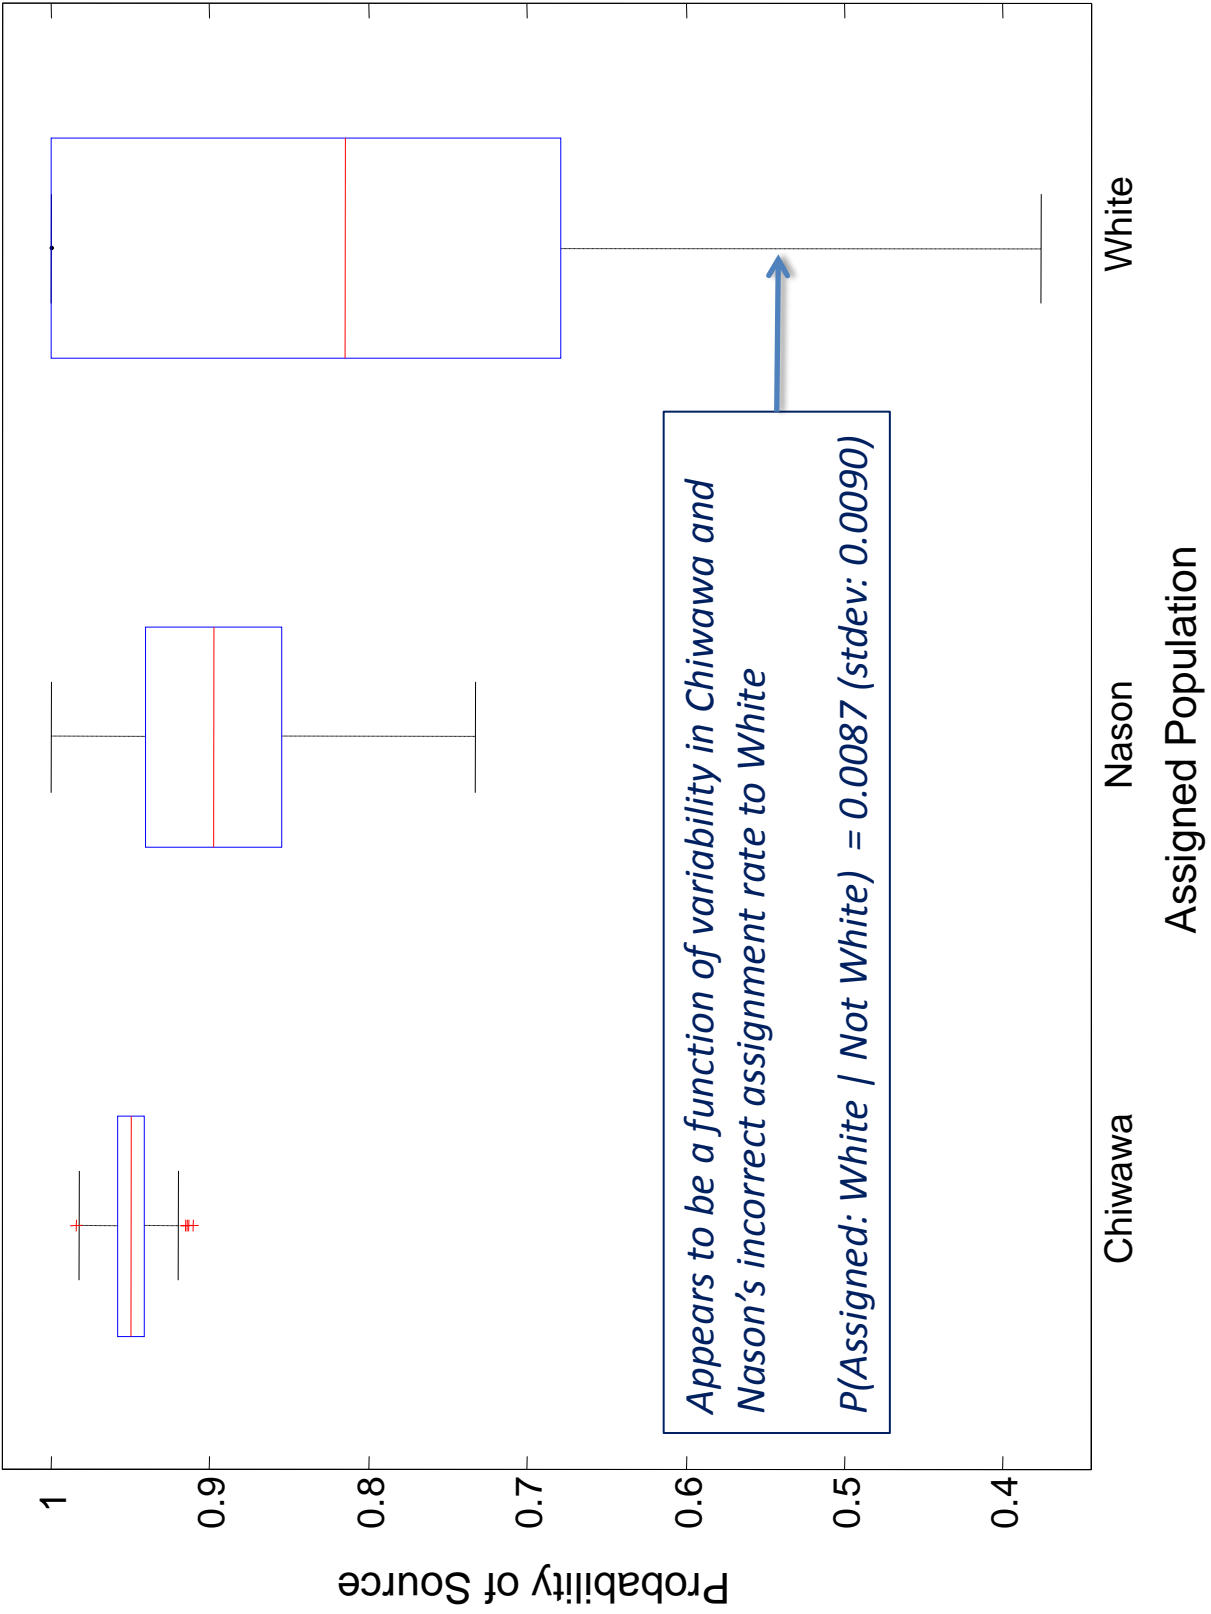 Probability of Source
1
0.9
0.8
0.7
0.6
0.5
0.4
Appears to be a function of variability in Chiwawa and
Nason’s incorrect assignment rate to White
P(Assigned: White | Not White) = 0.0087 (stdev: 0.0090)
Chiwawa
Nason
White
Assigned Population